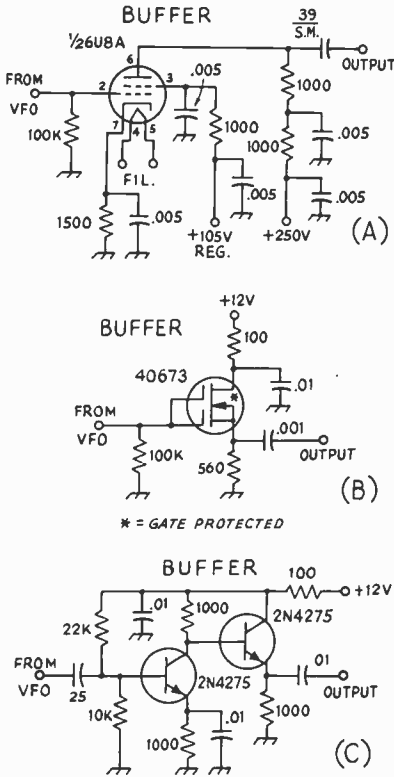 BUFFER
1/26U8A
39
S.M.
OUTPUT
6
FROM
VFO
2
3
.005
1000
7
4
5
100K
1000
.005
1000
FIL.
.005
.005
1500
.005
+105V
REG.
+250V
(A)
+12V
BUFFER
100
40673
.01
*
FROM
VFO
.001
OUTPUT
100K
560
(B)
* = GATE PROTECTED
BUFFER
100
+12V
.01
1000
2N4275
22K
FROM
VFO
.01
25
2N4275
OUTPUT
10K
.01
1000
1000
(C)